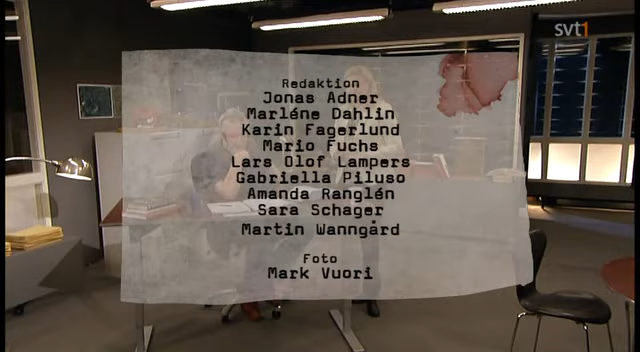 svt1
Redaktion
Jonas Adner
Marléne Dahlin
Karin Fagerlund
Mario Fuchs
Lars Olof Lampers
Gabriella Piluso
Amanda Ranglén
Sara Schager
Martin Wanngård
Foto
Mark Vuori